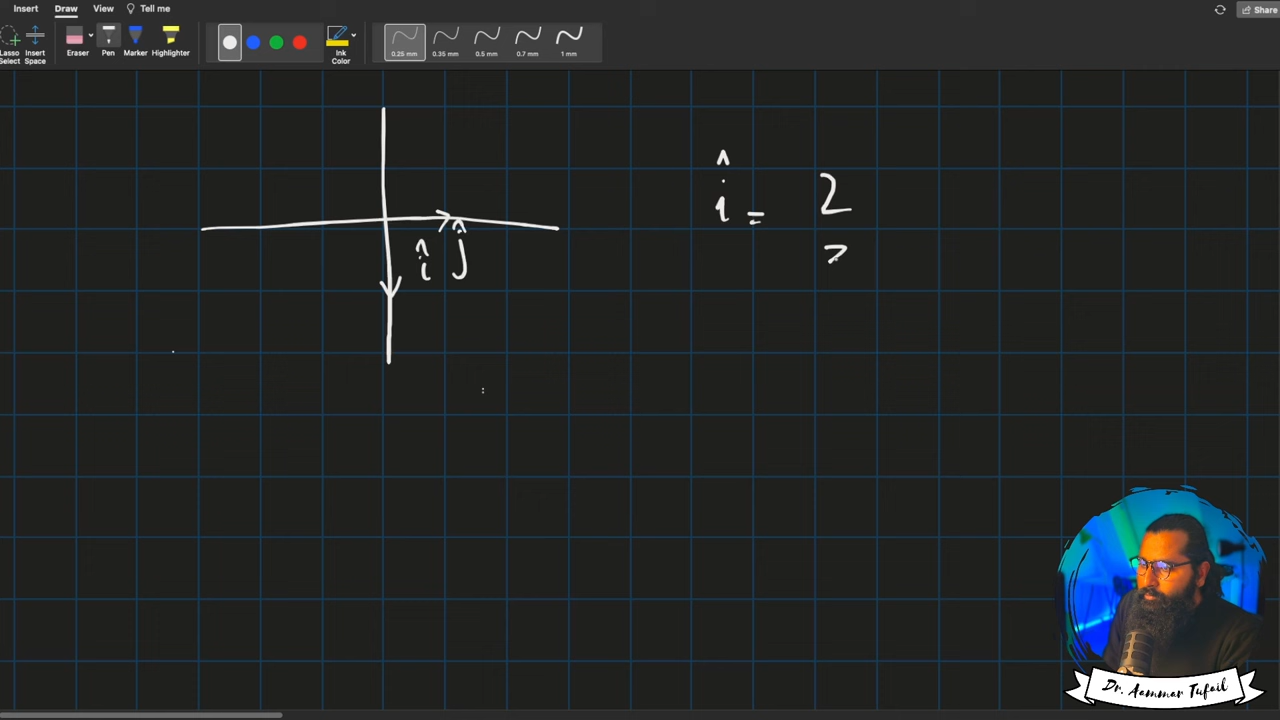 Insert Draw View Tell me Share
Lasso Select
Insert Space
Eraser
Pen
Marker
Highlighter
Ink Color
0.25 mm
0.35 mm
0.5 mm
0.7 mm
1 mm
î ĵ
î = 2
Dr. Aammar Tufail